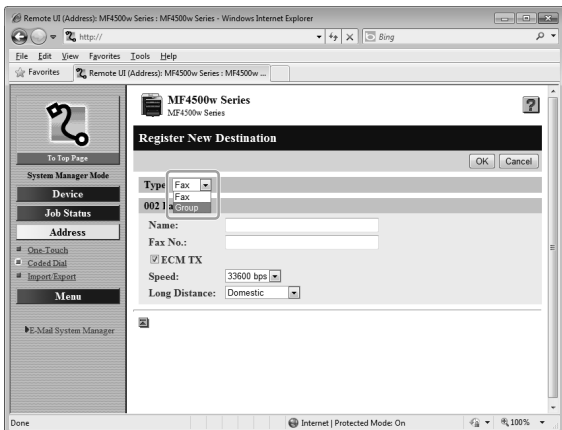 Remote UI (Address): MF4500w Series : MF4500w Series - Windows Internet Explorer
http://
Bing
File Edit View Favorites Tools Help
Favorites Remote UI (Address): MF4500w Series : MF4500w ...
MF4500w Series
MF4500w Series
?
Register New Destination
To Top Page
OK Cancel
System Manager Mode
Type Fax
Device
Fax
Job Status
002 Group
Address
Name:
One-Touch
Fax No.:
Coded Dial
ECM TX
Import/Export
Speed: 33600 bps
Menu
Long Distance: Domestic
E-Mail System Manager
Done Internet | Protected Mode: On 100%